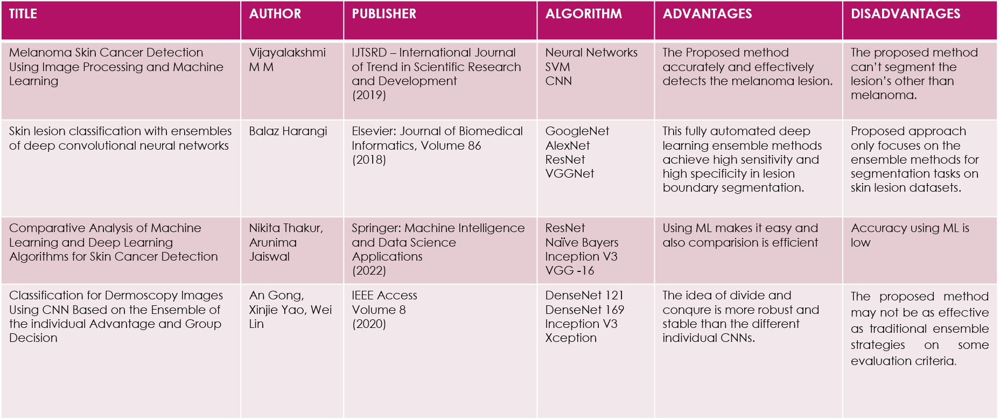 TITLE
AUTHOR
PUBLISHER
ALGORITHM
ADVANTAGES
DISADVANTAGES
Melanoma Skin Cancer Detection
Using Image Processing and Machine
Learning
Vijayalakshmi
M M
IJTSRD – International Journal
of Trend in Scientific Research
and Development
(2019)
Neural Networks
SVM
CNN
The Proposed method
accurately and effectively
detects the melanoma lesion.
The proposed method
can’t segment the
lesion’s other than
melanoma.
Skin lesion classification with ensembles
of deep convolutional neural networks
Balaz Harangi
Elsevier: Journal of Biomedical
Informatics, Volume 86
(2018)
GoogleNet
AlexNet
ResNet
VGGNet
This fully automated deep
learning ensemble methods
achieve high sensitivity and
high specificity in lesion
boundary segmentation.
Proposed approach
only focuses on the
ensemble methods for
segmentation tasks on
skin lesion datasets.
Comparative Analysis of Machine
Learning and Deep Learning
Algorithms for Skin Cancer Detection
Nikita Thakur,
Arunima
Jaiswal
Springer: Machine Intelligence
and Data Science
Applications
(2022)
ResNet
Naïve Bayers
Inception V3
VGG -16
Using ML makes it easy and
also comparision is efficient
Accuracy using ML is
low
Classification for Dermoscopy Images
Using CNN Based on the Ensemble of
the individual Advantage and Group
Decision
An Gong,
Xinjie Yao, Wei
Lin
IEEE Access
Volume 8
(2020)
DenseNet 121
DenseNet 169
Inception V3
Xception
The idea of divide and
conqure is more robust and
stable than the different
individual CNNs.
The proposed method
may not be as effective
as traditional ensemble
strategies on some
evaluation criteria.